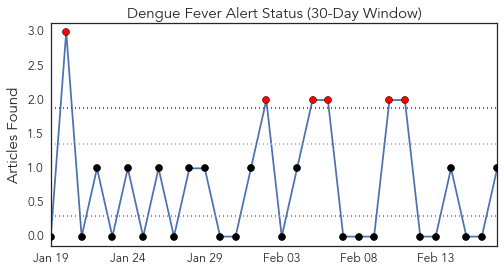 Dengue Fever Alert Status (30-Day Window)
Articles Found
3.0
2.5
2.0
1.5
1.0
0.5
0.0
Jan 19 Jan 24 Jan 29 Feb 03 Feb 08 Feb 13